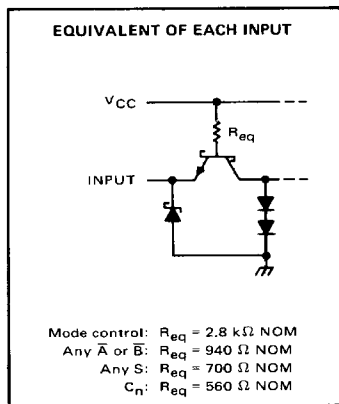 EQUIVALENT OF EACH INPUT
VCC
Req
INPUT
Mode control: Req = 2.8 kΩ NOM
Any A̅ or B̅: Req = 940 Ω NOM
Any S: Req = 700 Ω NOM
Cn: Req = 560 Ω NOM